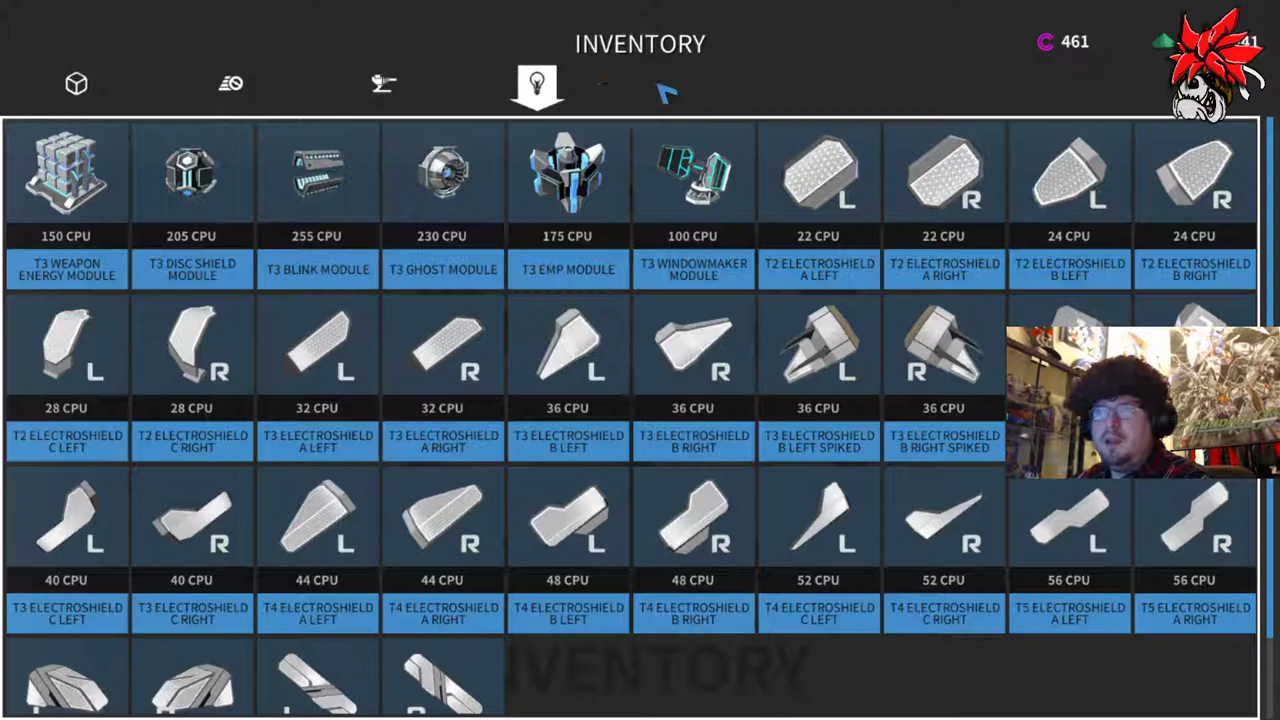 INVENTORY
461
41
150 CPU
205 CPU
255 CPU
230 CPU
175 CPU
100 CPU
22 CPU
22 CPU
24 CPU
24 CPU
L
R
L
R
T3 WEAPON
ENERGY MODULE
T3 DISC SHIELD
MODULE
T3 BLINK MODULE
T3 GHOST MODULE
T3 EMP MODULE
T3 WINDOWMAKER
MODULE
T2 ELECTROSHIELD
A LEFT
T2 ELECTROSHIELD
A RIGHT
T2 ELECTROSHIELD
B LEFT
T2 ELECTROSHIELD
B RIGHT
L
R
L
R
L
R
L
R
28 CPU
28 CPU
32 CPU
32 CPU
36 CPU
36 CPU
36 CPU
36 CPU
T2 ELECTROSHIELD
C LEFT
T2 ELECTROSHIELD
C RIGHT
T3 ELECTROSHIELD
A LEFT
T3 ELECTROSHIELD
A RIGHT
T3 ELECTROSHIELD
B LEFT
T3 ELECTROSHIELD
B RIGHT
T3 ELECTROSHIELD
B LEFT SPIKED
T3 ELECTROSHIELD
B RIGHT SPIKED
L
R
L
R
L
R
L
R
L
R
40 CPU
40 CPU
44 CPU
44 CPU
48 CPU
48 CPU
52 CPU
52 CPU
56 CPU
56 CPU
T3 ELECTROSHIELD
C LEFT
T3 ELECTROSHIELD
C RIGHT
T4 ELECTROSHIELD
A LEFT
T4 ELECTROSHIELD
A RIGHT
T4 ELECTROSHIELD
B LEFT
T4 ELECTROSHIELD
B RIGHT
T4 ELECTROSHIELD
C LEFT
T4 ELECTROSHIELD
C RIGHT
T5 ELECTROSHIELD
A LEFT
T5 ELECTROSHIELD
A RIGHT
NVENTORY